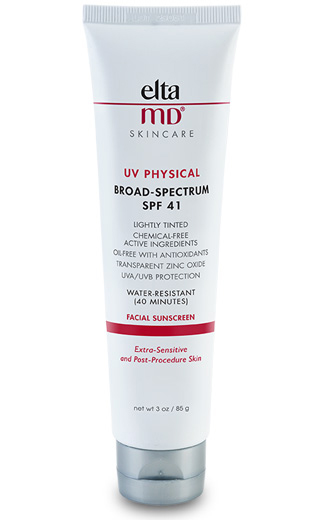 elta
MD®
SKINCARE
UV PHYSICAL
BROAD-SPECTRUM
SPF 41
LIGHTLY TINTED
CHEMICAL-FREE
ACTIVE INGREDIENTS
OIL-FREE WITH ANTIOXIDANTS
TRANSPARENT ZINC OXIDE
UVA/UVB PROTECTION
WATER-RESISTANT
(40 MINUTES)
FACIAL SUNSCREEN
Extra-Sensitive
and Post-Procedure Skin
net wt 3 oz / 85 g